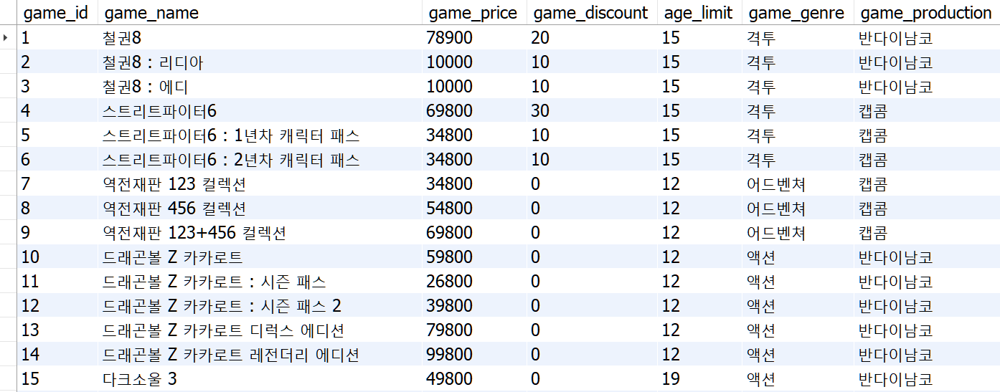 game_id game_name game_price game_discount age_limit game_genre game_production
1 철권8 78900 20 15 격투 반다이남코
2 철권8 : 리디아 10000 10 15 격투 반다이남코
3 철권8 : 에디 10000 10 15 격투 반다이남코
4 스트리트파이터6 69800 30 15 격투 캡콤
5 스트리트파이터6 : 1년차 캐릭터 패스 34800 10 15 격투 캡콤
6 스트리트파이터6 : 2년차 캐릭터 패스 34800 10 15 격투 캡콤
7 역전재판 123 컬렉션 34800 0 12 어드벤쳐 캡콤
8 역전재판 456 컬렉션 54800 0 12 어드벤쳐 캡콤
9 역전재판 123+456 컬렉션 69800 0 12 어드벤쳐 캡콤
10 드래곤볼 Z 카카로트 59800 0 12 액션 반다이남코
11 드래곤볼 Z 카카로트 : 시즌 패스 26800 0 12 액션 반다이남코
12 드래곤볼 Z 카카로트 : 시즌 패스 2 39800 0 12 액션 반다이남코
13 드래곤볼 Z 카카로트 디럭스 에디션 79800 0 12 액션 반다이남코
14 드래곤볼 Z 카카로트 레전더리 에디션 99800 0 12 액션 반다이남코
15 다크소울 3 49800 0 19 액션 반다이남코